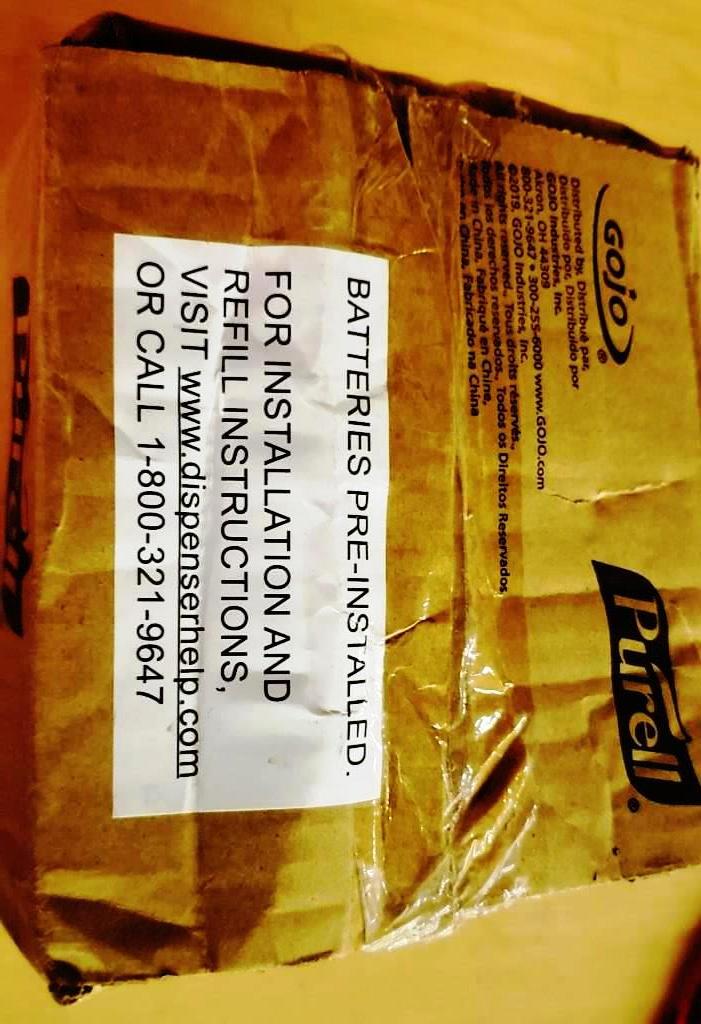 GOJO®
Distributed by, Distribué par,
Distribuido por, Distribuído por
GOJO Industries, Inc.
Akron, OH 44309
800-321-9647 • 300-255-6000 www.GOJO.com
©2019. GOJO Industries, Inc.
All rights reserved., Tous droits réservés.,
Todos los derechos reservados., Todos os Direitos Reservados
Made in China, Fabriqué en Chine,
en China, Fabricado na China
Purell®
BATTERIES PRE-INSTALLED.
FOR INSTALLATION AND
REFILL INSTRUCTIONS,
VISIT www.dispenserhelp.com
OR CALL 1-800-321-9647